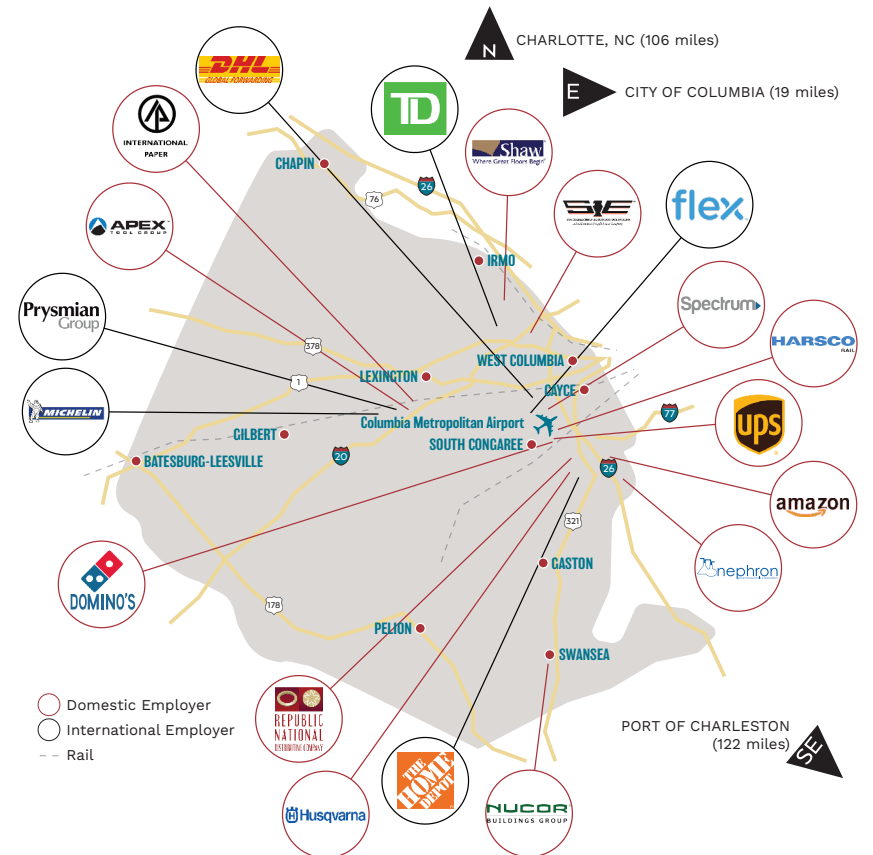 N
CHARLOTTE, NC (106 miles)
E
CITY OF COLUMBIA (19 miles)
DHL
GLOBAL FORWARDING
TD
INTERNATIONAL
PAPER
Shaw
Where Great Floors Begin
CHAPIN
76
26
flex
APEX
TOOL GROUP
IRMO
Spectrum
Prysmian
Group
378
HARSCO
RAIL
WEST COLUMBIA
1
LEXINGTON
CAYCE
MICHELIN
Columbia Metropolitan Airport
77
ups
GILBERT
SOUTH CONGAREE
20
BATESBURG-LEESVILLE
26
amazon
321
nephron
GASTON
DOMINO'S
178
PELION
SWANSEA
Domestic Employer
International Employer
Rail
REPUBLIC
NATIONAL
DISTRIBUTING COMPANY
PORT OF CHARLESTON
(122 miles)
SE
THE
HOME
DEPOT
Husqvarna
NUCOR
BUILDINGS GROUP